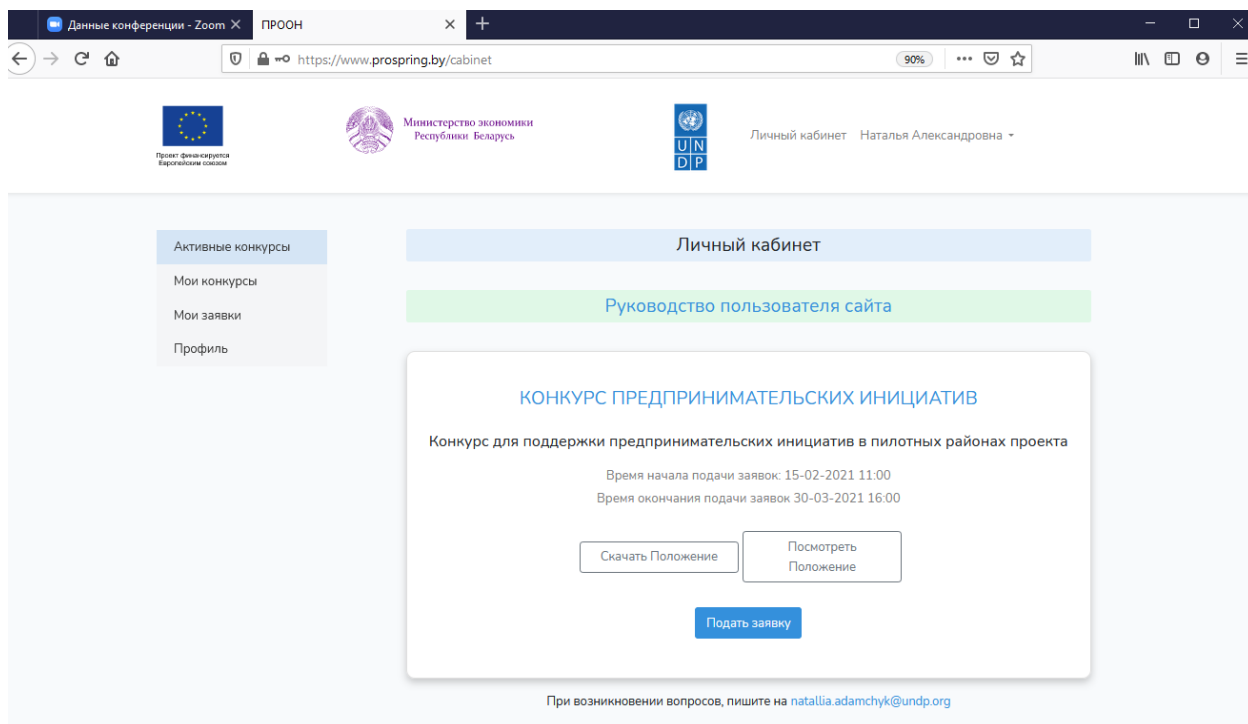 Данные конференции - Zoom
ПРООН
https://www.prospring.by/cabinet
90%
Проект финансируется
Европейским союзом
Министерство экономики
Республики Беларусь
U N
D P
Личный кабинет Наталья Александровна
Активные конкурсы
Мои конкурсы
Мои заявки
Профиль
Личный кабинет
Руководство пользователя сайта
КОНКУРС ПРЕДПРИНИМАТЕЛЬСКИХ ИНИЦИАТИВ
Конкурс для поддержки предпринимательских инициатив в пилотных районах проекта
Время начала подачи заявок: 15-02-2021 11:00
Время окончания подачи заявок 30-03-2021 16:00
Скачать Положение
Посмотреть
Положение
Подать заявку
При возникновении вопросов, пишите на natallia.adamchyk@undp.org